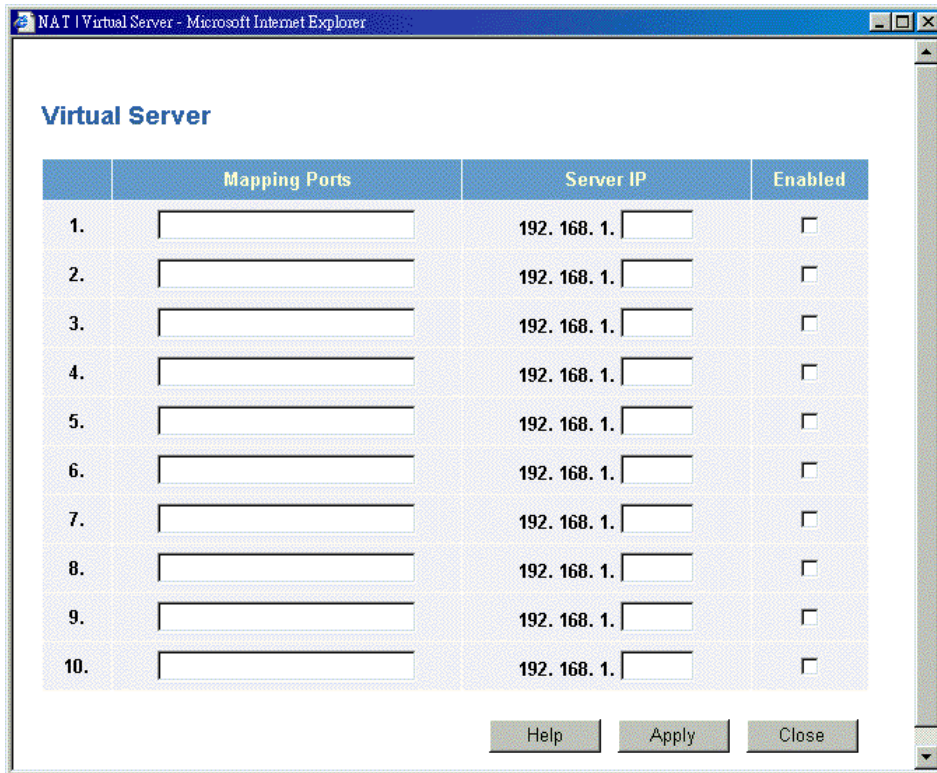 NAT | Virtual Server - Microsoft Internet Explorer
Virtual Server
Mapping Ports Server IP Enabled
1. 192. 168. 1.
2. 192. 168. 1.
3. 192. 168. 1.
4. 192. 168. 1.
5. 192. 168. 1.
6. 192. 168. 1.
7. 192. 168. 1.
8. 192. 168. 1.
9. 192. 168. 1.
10. 192. 168. 1.
Help Apply Close